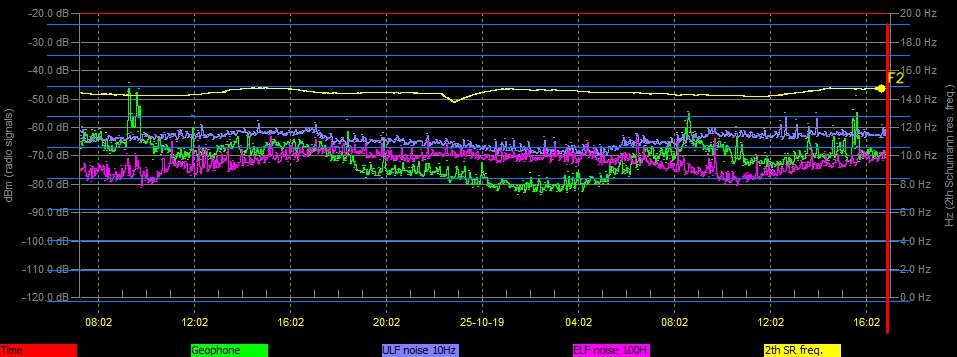 -20.0 dB 20.0 Hz
-30.0 dB 18.0 Hz
-40.0 dB 16.0 Hz
F2
-50.0 dB 14.0 Hz
-60.0 dB 12.0 Hz
-70.0 dB 10.0 Hz
-80.0 dB 8.0 Hz
-90.0 dB 6.0 Hz
-100.0 dB 4.0 Hz
-110.0 dB 2.0 Hz
-120.0 dB 0.0 Hz
dBm (radio signals)
Hz (2th Schumann res. freq.)
08:02 12:02 16:02 20:02 25-10-19 04:02 08:02 12:02 16:02
Time Geophone ULF noise 10Hz ELF noise 100H 2th SR freq.